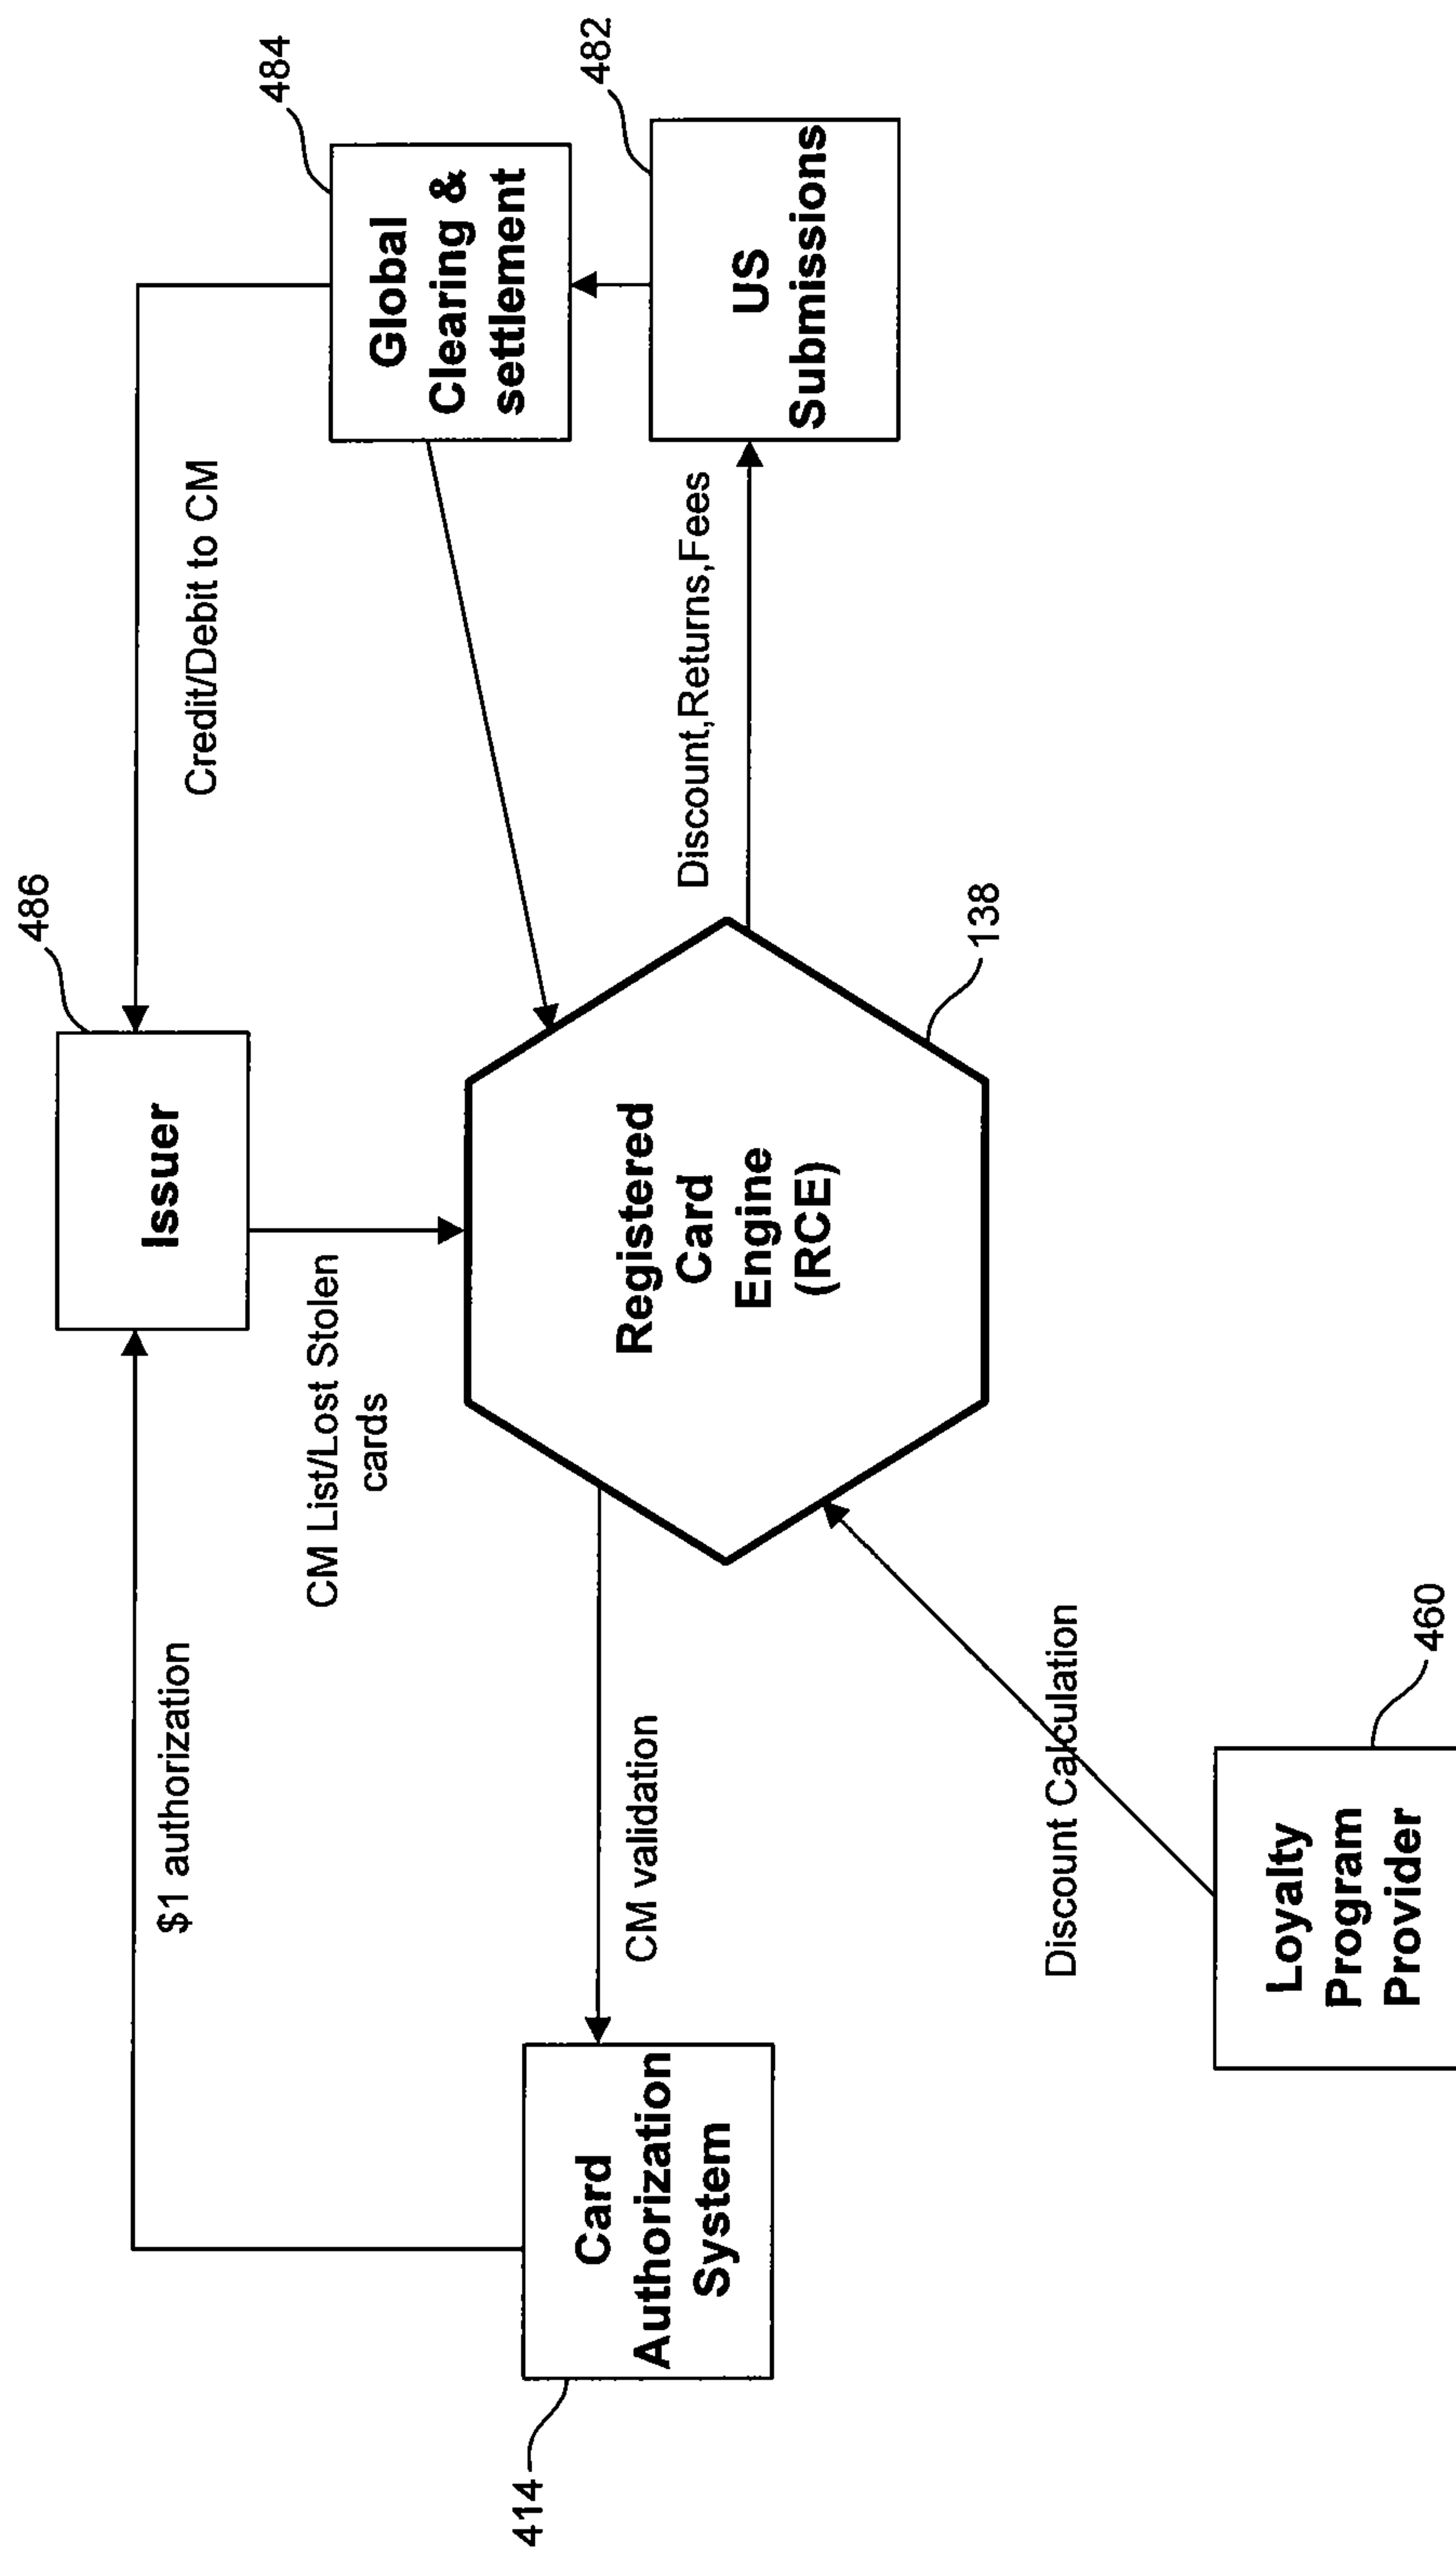 486
Issuer
$1 authorization
Credit/Debit to CM
484
Global
Clearing &
settlement
CM List/Lost Stolen
cards
414
Card
Authorization
System
CM validation
Registered
Card
Engine
(RCE)
138
Discount,Returns,Fees
482
US
Submissions
Discount Calculation
Loyalty
Program
Provider
460